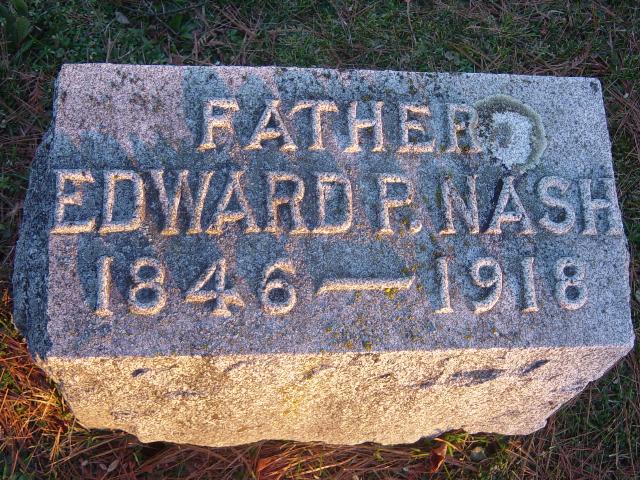 FATHER
EDWARD P. NASH
1846 — 1918